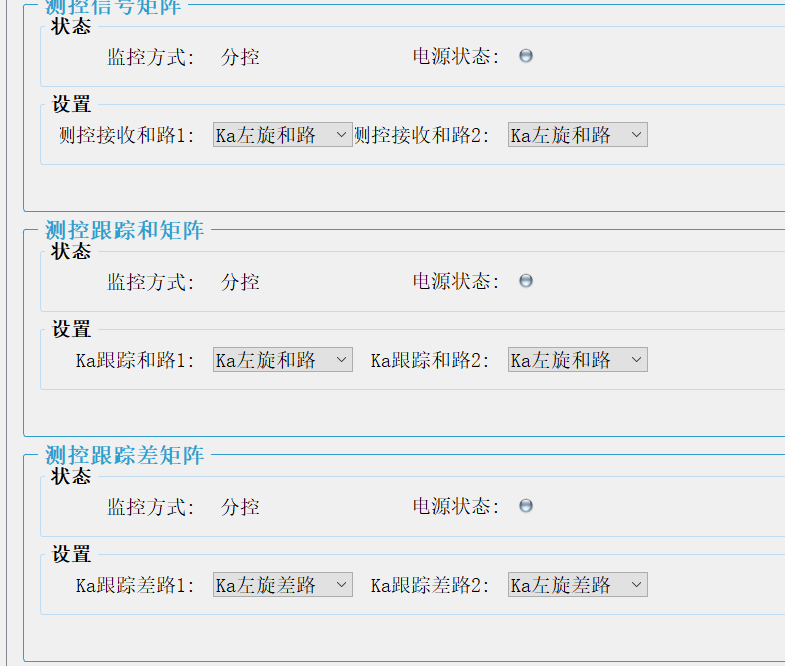 测控信号矩阵
状态
监控方式: 分控 电源状态:
设置
测控接收和路1: Ka左旋和路 测控接收和路2: Ka左旋和路
测控跟踪和矩阵
状态
监控方式: 分控 电源状态:
设置
Ka跟踪和路1: Ka左旋和路 Ka跟踪和路2: Ka左旋和路
测控跟踪差矩阵
状态
监控方式: 分控 电源状态:
设置
Ka跟踪差路1: Ka左旋差路 Ka跟踪差路2: Ka左旋差路